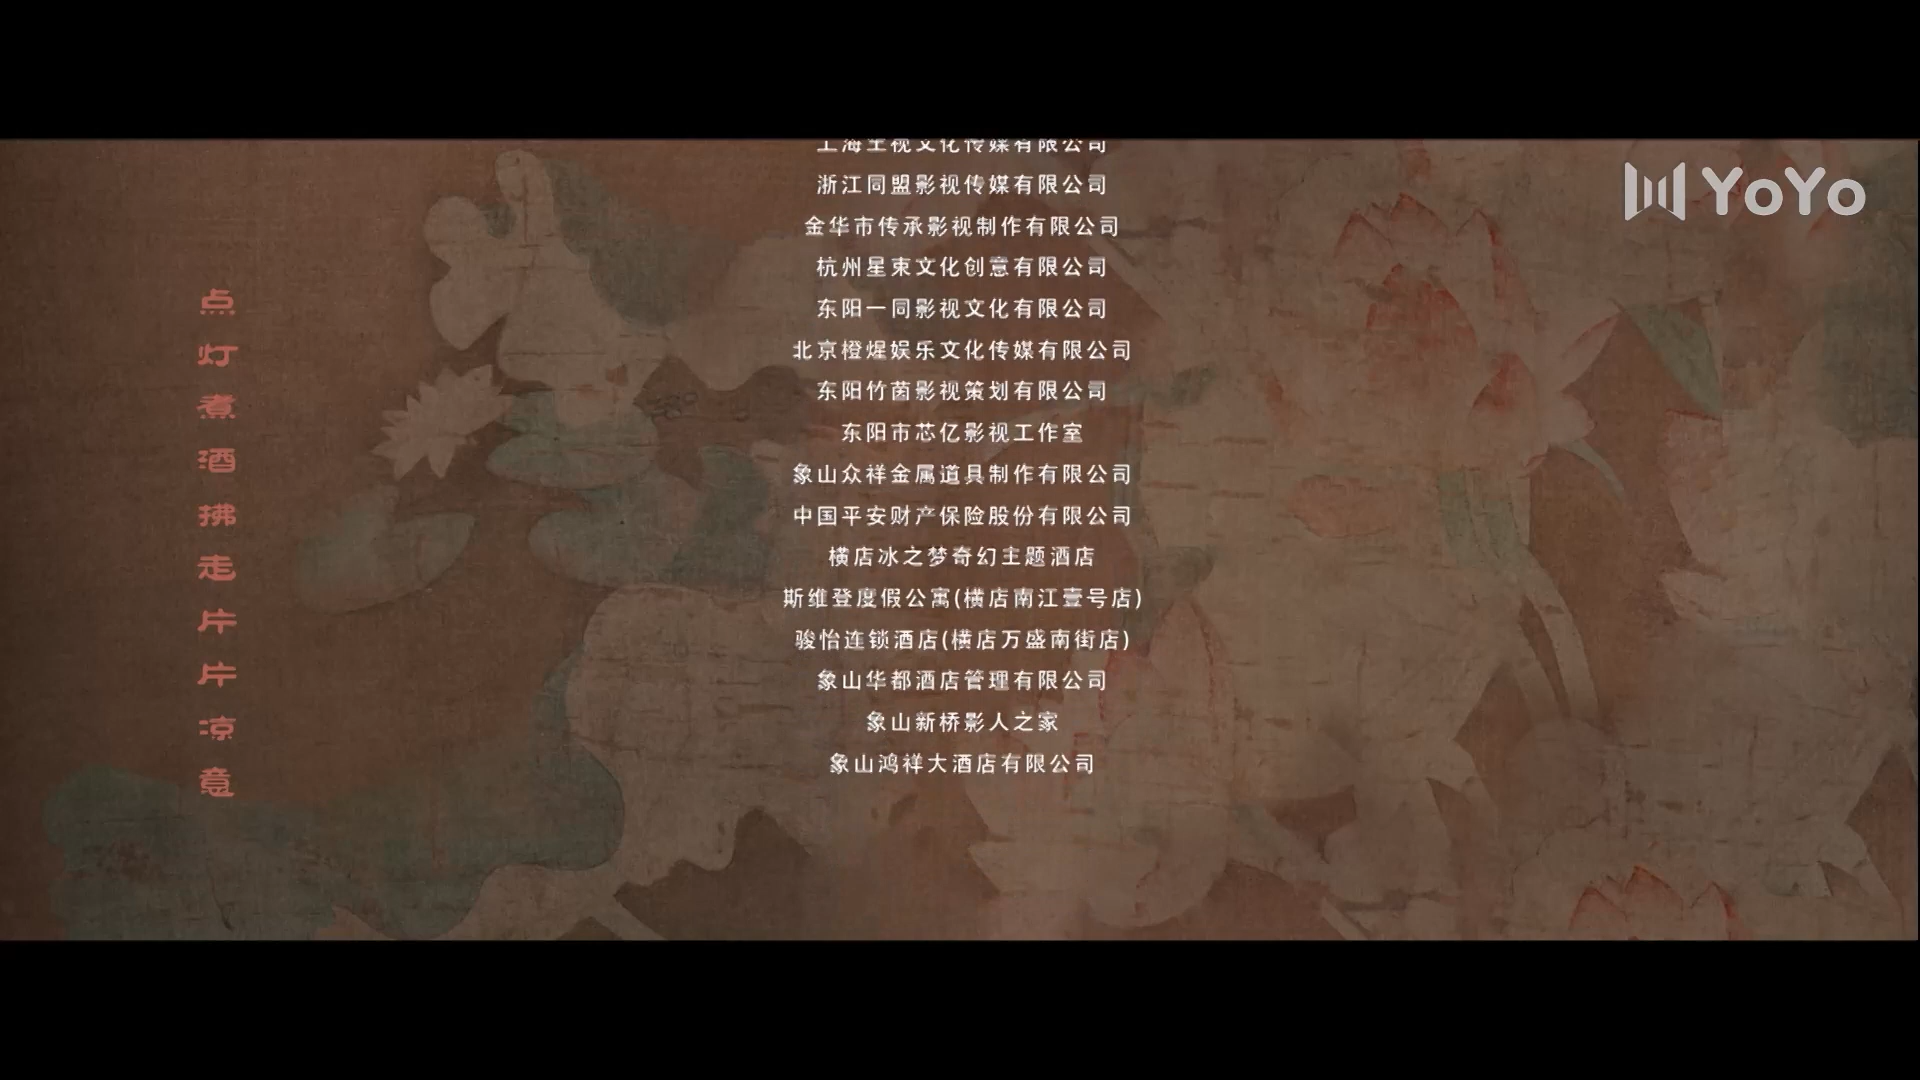 浙江同盟影视传媒有限公司
金华市传承影视制作有限公司
杭州星束文化创意有限公司
东阳一同影视文化有限公司
北京橙煋娱乐文化传媒有限公司
东阳竹茵影视策划有限公司
东阳市芯亿影视工作室
象山众祥金属道具制作有限公司
中国平安财产保险股份有限公司
横店冰之梦奇幻主题酒店
斯维登度假公寓(横店南江壹号店)
骏怡连锁酒店(横店万盛南街店)
象山华都酒店管理有限公司
象山新桥影人之家
象山鸿祥大酒店有限公司
点灯煮酒拂走片片凉意
YoYo